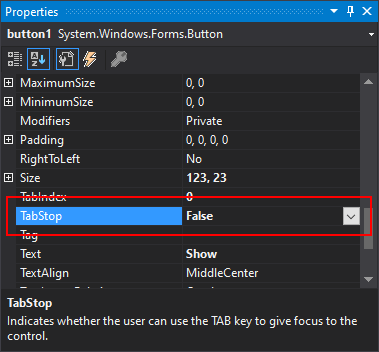 Properties
button1 System.Windows.Forms.Button
MaximumSize 0, 0
MinimumSize 0, 0
Modifiers Private
Padding 0, 0, 0, 0
RightToLeft No
Size 123, 23
TabIndex 0
TabStop False
Tag
Text Show
TextAlign MiddleCenter
TabStop
Indicates whether the user can use the TAB key to give focus to the
control.